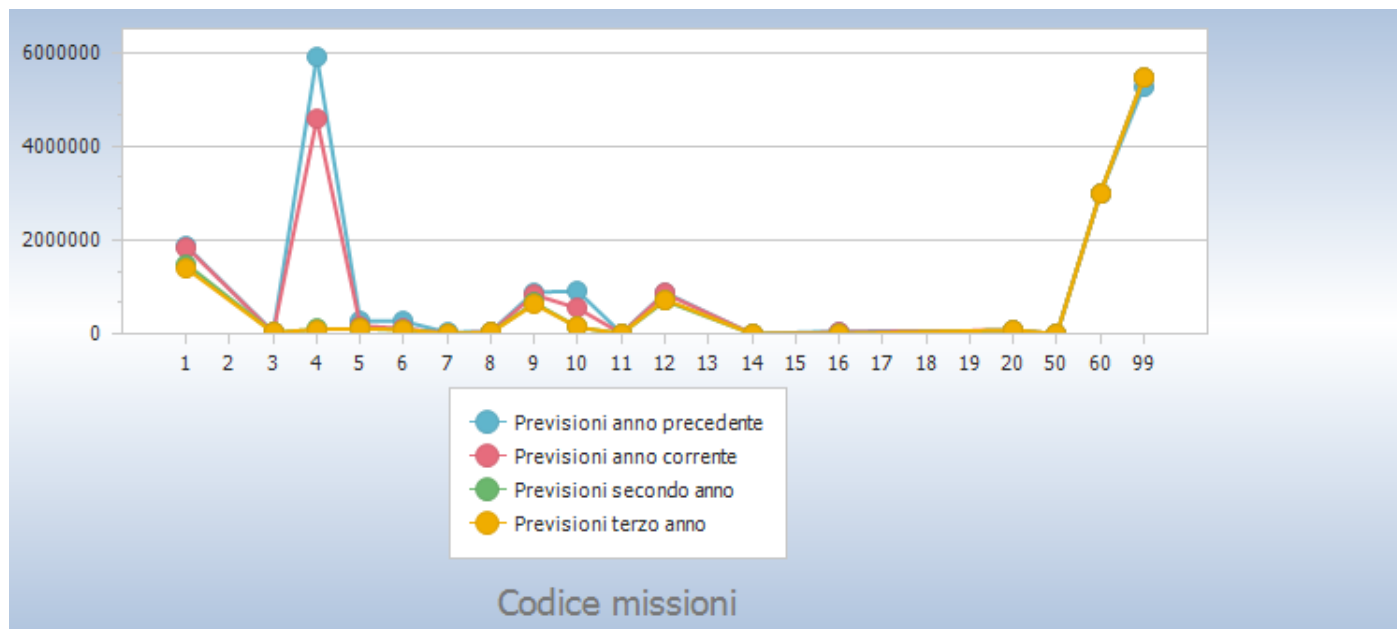 6000000
4000000
2000000
0
1 2 3 4 5 6 7 8 9 10 11 12 13 14 15 16 17 18 19 20 50 60 99
Previsioni anno precedente
Previsioni anno corrente
Previsioni secondo anno
Previsioni terzo anno
Codice missioni